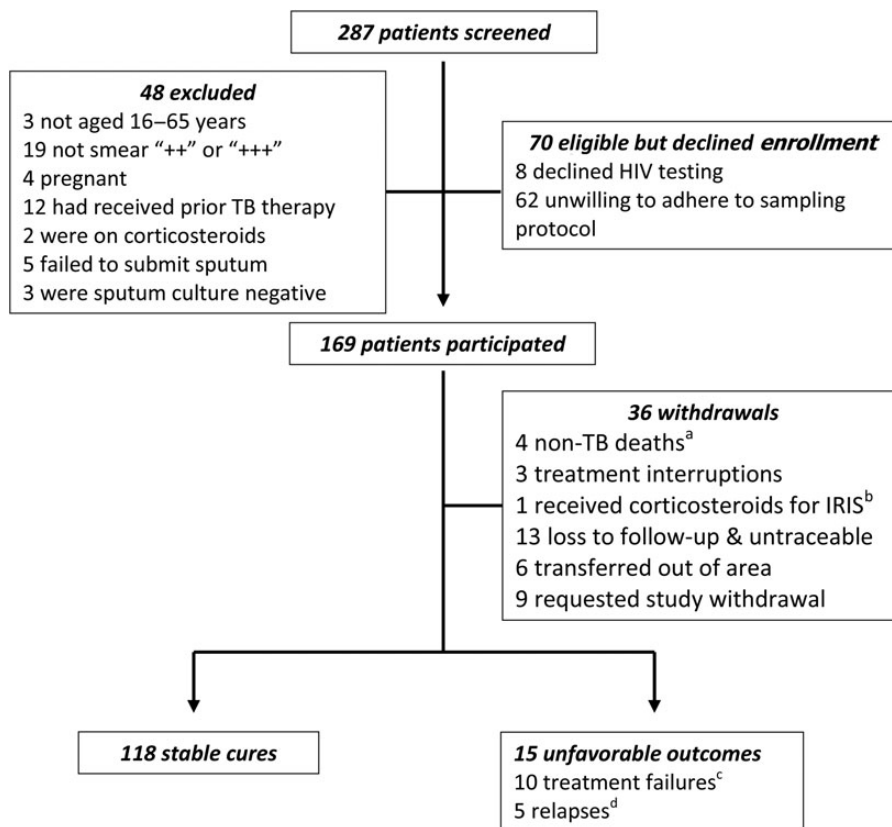 287 patients screened
48 excluded
3 not aged 16–65 years
19 not smear “++” or “+++”
4 pregnant
12 had received prior TB therapy
2 were on corticosteroids
5 failed to submit sputum
3 were sputum culture negative
70 eligible but declined enrollment
8 declined HIV testing
62 unwilling to adhere to sampling
protocol
169 patients participated
36 withdrawals
4 non-TB deathsᵃ
3 treatment interruptions
1 received corticosteroids for IRISᵇ
13 loss to follow-up & untraceable
6 transferred out of area
9 requested study withdrawal
118 stable cures
15 unfavorable outcomes
10 treatment failuresᶜ
5 relapsesᵈ